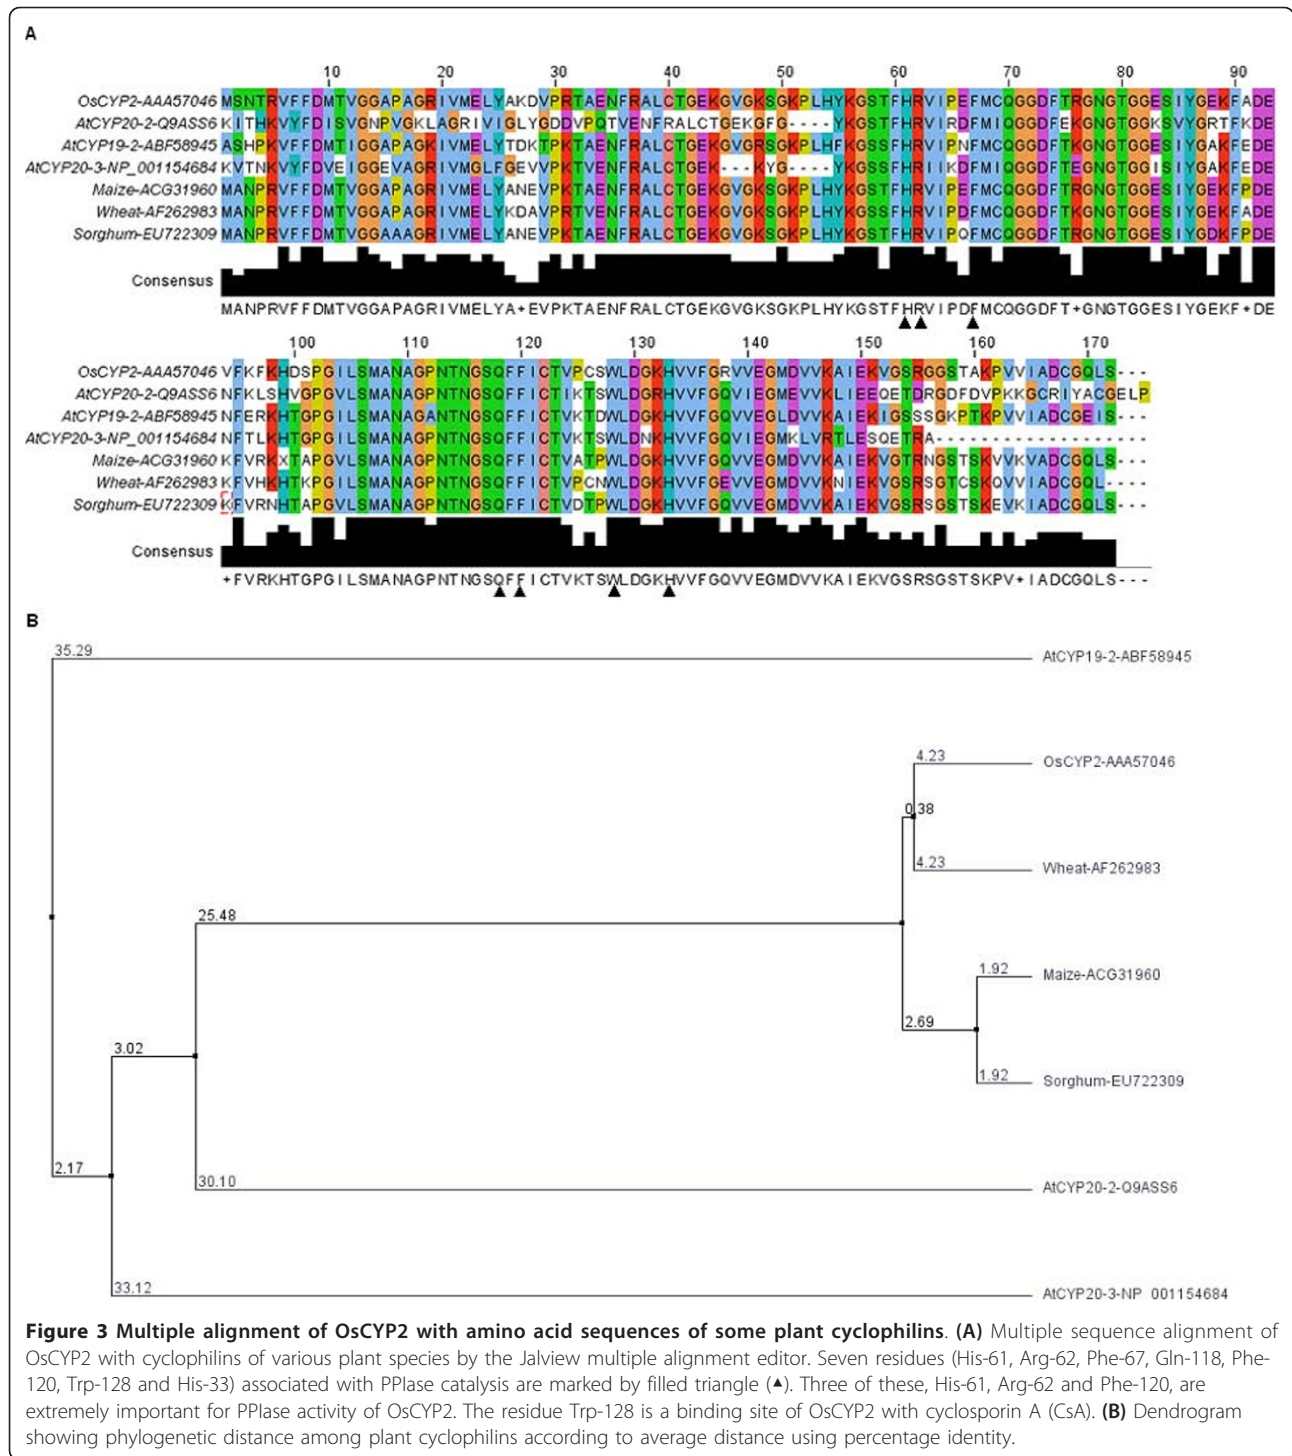 A
10 20 30 40 50 60 70 80 90
OsCYP2-AAA57046 MSNTRVFFDMTVGGAPAGRIVMELYAKDVPRTAENFRALCTGEKGVGKSGKPLHYKGSTFHRVIPEFMCQGGDFTRGNGTGGESIYGEKFADE
AtCYP20-2-Q9ASS6 KITHKVYFDISVGNPVGKLAGRIVIGLYGDDVPQTVENFRALCTGEKGFG----YKGSTFHRVIRDFMIQGGDFEKGNGTGGKSVYGRTFKDE
AtCYP19-2-ABF58945 ASHPKVFFDMTIGGAPAGKIVMELYTDKTPKTAENFRALCTGEKGVGRSGKPLHFKGSSFHRVIPNFMCQGGDFTKGNGTGGESIYGAKFEDE
AtCYP20-3-NP_001154684 KVTNKVYFDVEIGGEVAGRIVMGLFGEVVPKTVENFRALCTGEK---KYG----YKGSSFHRIIKDFMIQGGDFTEGNGTGGISIYGAKFEDE
Maize-ACG31960 MANPRVFFDMTVGGAPAGRIVMELYANEVPKTAENFRALCTGEKGVGKSGKPLHYKGSTFHRVIPDFMCQGGDFTRGNGTGGESIYGEKFPDE
Wheat-AF262983 MANPRVFFDMTVGGAPAGRIVMELYKDAVPRTVENFRALCTGEKGVGKSGKPLHYKGSSFHRVIPDFMCQGGDFTKGNGTGGESIYGEKFADE
Sorghum-EU722309 MANPRVFFDMTVGGAAAGRIVMELYANEVPKTAENFRALCTGEKGVGKSGKPLHYKGSTFHRVIPQFMCQGGDFTRGNGTGGESIYGDKFPDE
Consensus
MANPRVFFDMTVGGAPAGRIVMELYA+EVPKTAENFRALCTGEKGVGKSGKPLHYKGSTFHRVIPDFMCQGGDFT+GNGTGGESIYGEKF+DE
100 110 120 130 140 150 160 170
OsCYP2-AAA57046 VFKFKHDSPGILSMANAGPNTNGSQFFICTVPCSWLDGKHVVFGRVVEGMDVVKAIEKVGSRGGSTAKPVVIADCGQLS---
AtCYP20-2-Q9ASS6 NFKLSHVGPGVLSMANAGPNTNGSQFFICTIKTSWLDGRHVVFGQVIEGMEVVKLIEEQETDRGDFDVPKKGCRIYACGELP
AtCYP19-2-ABF58945 NFERKHTGPGILSMANAGANTNGSQFFICTVKTDWLDGKHVVFGQVVEGLDVVKAIEKIGSSSGKPTKPVVIADCGEIS---
AtCYP20-3-NP_001154684 NFTLKHTGPGILSMANAGPNTNGSQFFICTVKTSWLDNKHVVFGQVIEGMKLVRTLESQETRA-------------------
Maize-ACG31960 KFVRKXTAPGVLSMANAGPNTNGSQFFICTVATPWLDGKHVVFGQVVEGMDVVKAIEKVGTRNGSTSKVVKVADCGQLS---
Wheat-AF262983 KFVHKHTKPGILSMANAGPNTNGSQFFICTVPCNWLDGKHVVFGEVVEGMDVVKNIEKVGSRSGTCSKQVVIADCGQL----
Sorghum-EU722309 KFVRNHTAPGVLSMANAGPNTNGSQFFICTVDTPWLDGKHVVFGQVVEGMDVVKAIEKVGSRSGSTSKEVKIADCGQLS---
Consensus
+FVRKHTGPGILSMANAGPNTNGSQFFICTVKTSWLDGKHVVFGQVVEGMDVVKAIEKVGSRSGSTSKPV+IADCGQLS---
B
35.29 AtCYP19-2-ABF58945
4.23 OsCYP2-AAA57046
0.38
4.23 Wheat-AF262983
25.48
1.92 Maize-ACG31960
2.69
3.02
1.92 Sorghum-EU722309
2.17
30.10 AtCYP20-2-Q9ASS6
33.12 AtCYP20-3-NP 001154684
Figure 3 Multiple alignment of OsCYP2 with amino acid sequences of some plant cyclophilins. (A) Multiple sequence alignment of
OsCYP2 with cyclophilins of various plant species by the Jalview multiple alignment editor. Seven residues (His-61, Arg-62, Phe-67, Gln-118, Phe-
120, Trp-128 and His-33) associated with PPIase catalysis are marked by filled triangle (▲). Three of these, His-61, Arg-62 and Phe-120, are
extremely important for PPIase activity of OsCYP2. The residue Trp-128 is a binding site of OsCYP2 with cyclosporin A (CsA). (B) Dendrogram
showing phylogenetic distance among plant cyclophilins according to average distance using percentage identity.